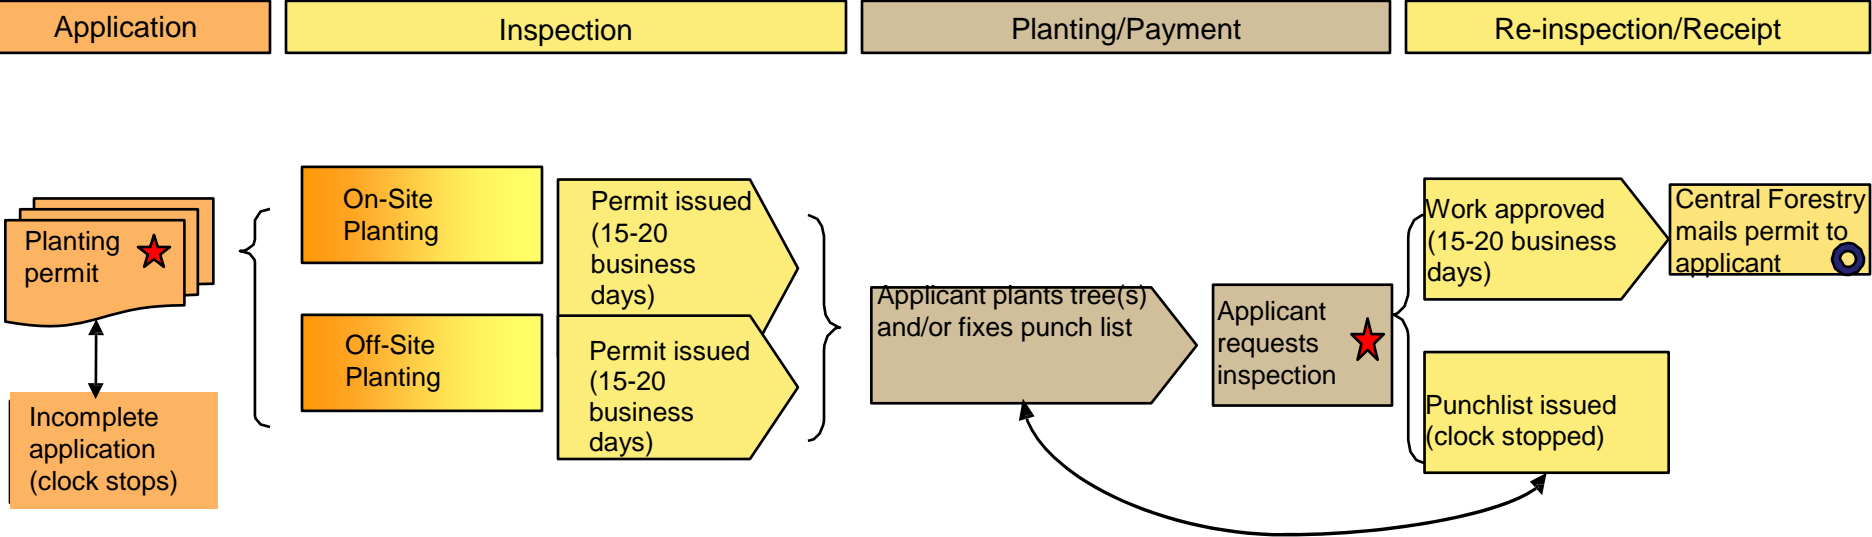 Application
Inspection
Planting/Payment
Re-inspection/Receipt
Planting
permit
Incomplete
application
(clock stops)
On-Site
Planting
Permit issued
(15-20
business
days)
Off-Site
Planting
Permit issued
(15-20
business
days)
Applicant plants tree(s)
and/or fixes punch list
Applicant
requests
inspection
Work approved
(15-20 business
days)
Central Forestry
mails permit to
applicant
Punchlist issued
(clock stopped)